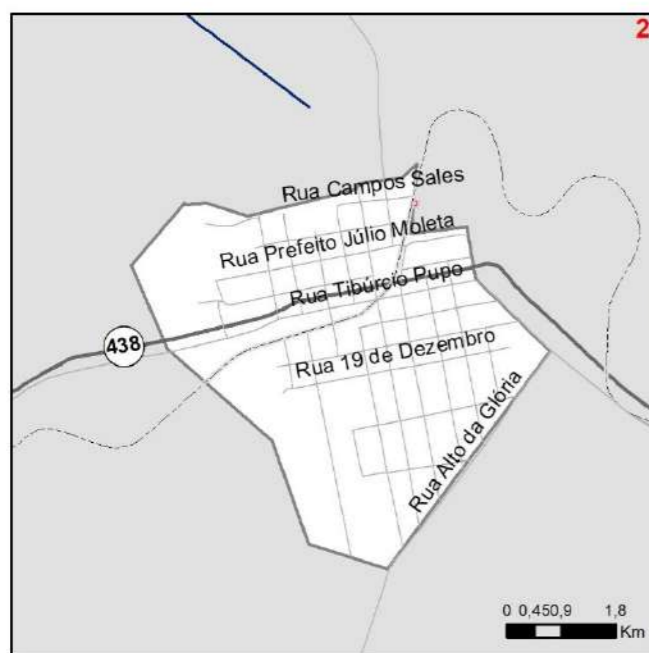 2
Rua Campos Sales
Rua Prefeito Júlio Moleta
Rua Tibúrcio Pupo
438
Rua 19 de Dezembro
Rua Alto da Glória
0 0,450,9 1,8
Km